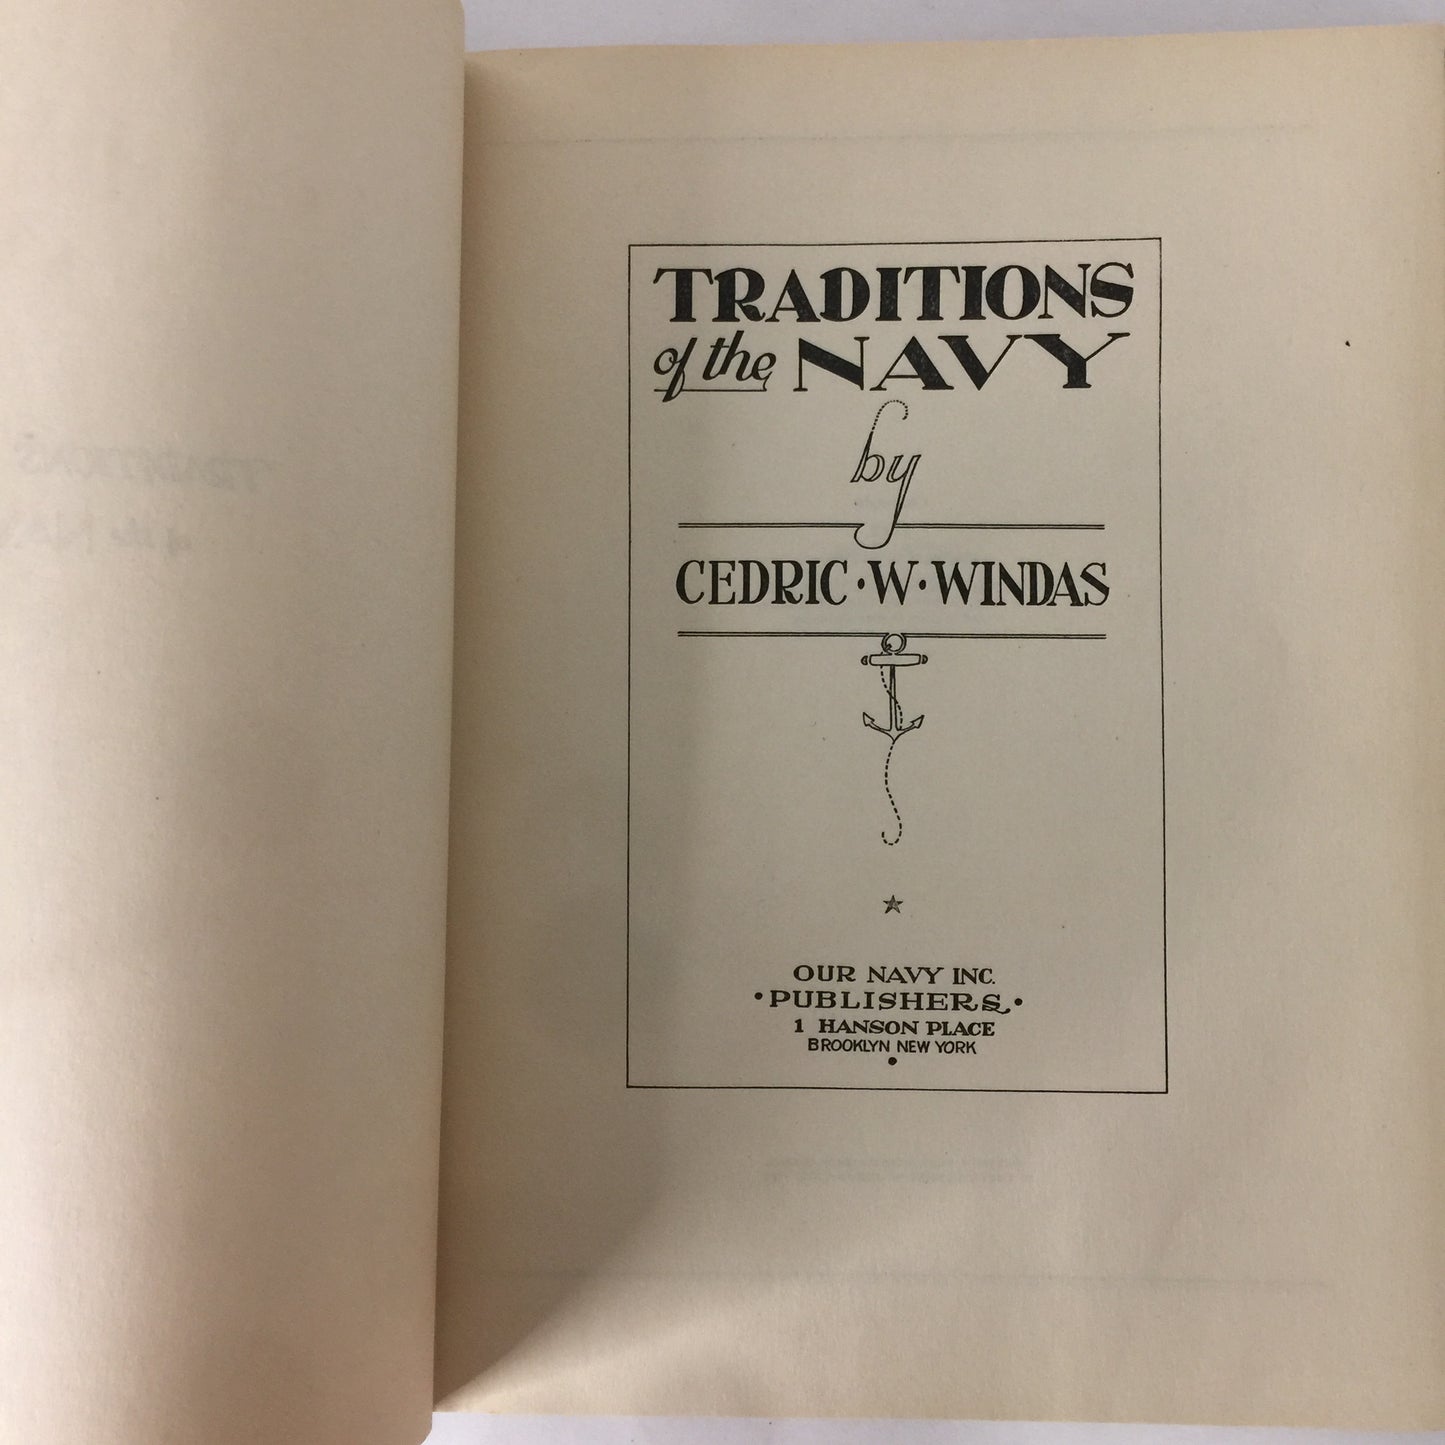 TRADITIONS
of the NAVY
by
CEDRIC · W · WINDAS
OUR NAVY INC.
• PUBLISHERS •
1 HANSON PLACE
BROOKLYN NEW YORK